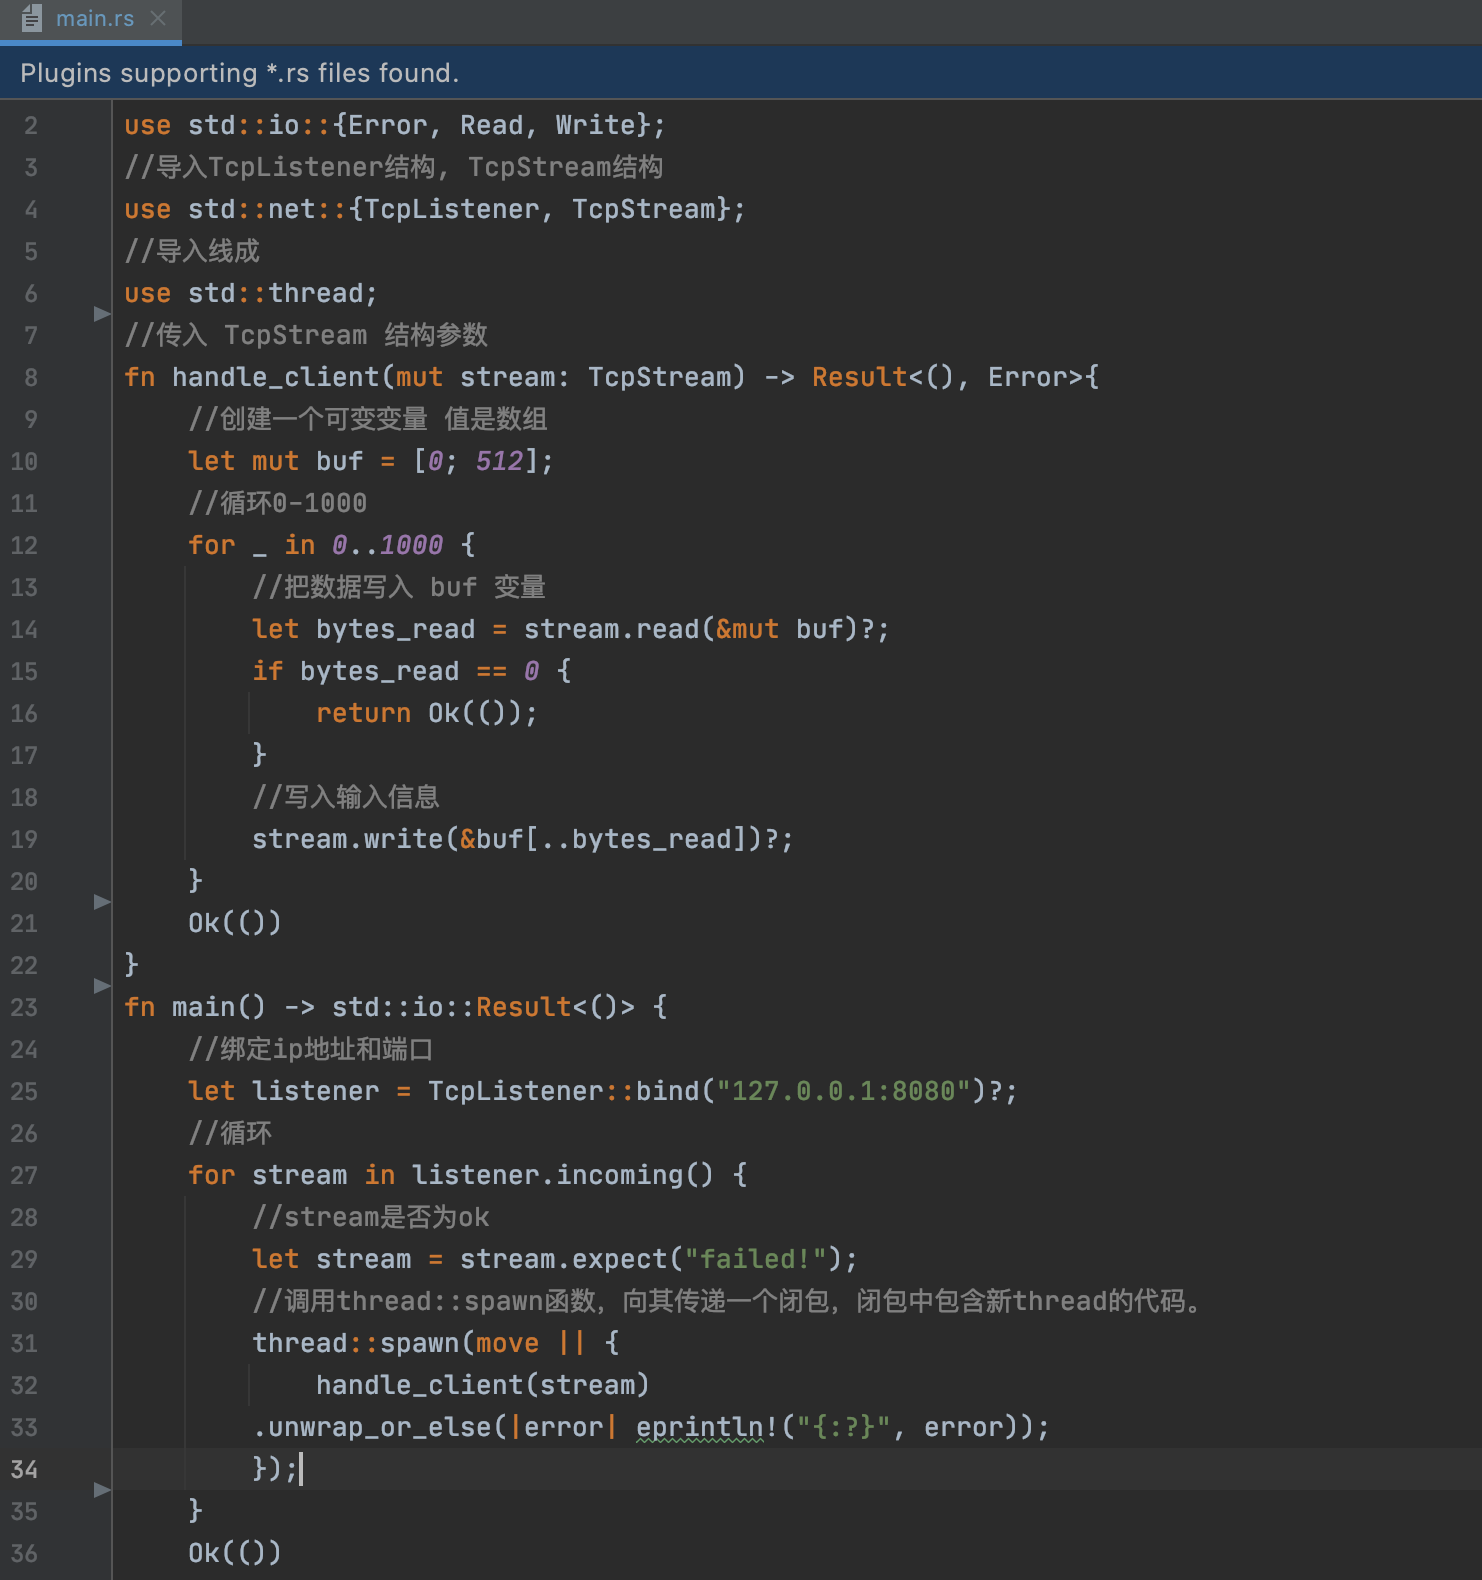 main.rs
Plugins supporting *.rs files found.
2 use std::io::{Error, Read, Write};
3 //导入TcpListener结构, TcpStream结构
4 use std::net::{TcpListener, TcpStream};
5 //导入线成
6 use std::thread;
7 //传入 TcpStream 结构参数
8 fn handle_client(mut stream: TcpStream) -> Result<(), Error>{
9     //创建一个可变变量 值是数组
10     let mut buf = [0; 512];
11     //循环0-1000
12     for _ in 0..1000 {
13         //把数据写入 buf 变量
14         let bytes_read = stream.read(&mut buf)?;
15         if bytes_read == 0 {
16             return Ok(());
17         }
18         //写入输入信息
19         stream.write(&buf[..bytes_read])?;
20     }
21     Ok(())
22 }
23 fn main() -> std::io::Result<()> {
24     //绑定ip地址和端口
25     let listener = TcpListener::bind("127.0.0.1:8080")?;
26     //循环
27     for stream in listener.incoming() {
28         //stream是否为ok
29         let stream = stream.expect("failed!");
30         //调用thread::spawn函数，向其传递一个闭包，闭包中包含新thread的代码。
31         thread::spawn(move || {
32             handle_client(stream)
33         .unwrap_or_else(|error| eprintln!("{:?}", error));
34         });
35     }
36     Ok(())